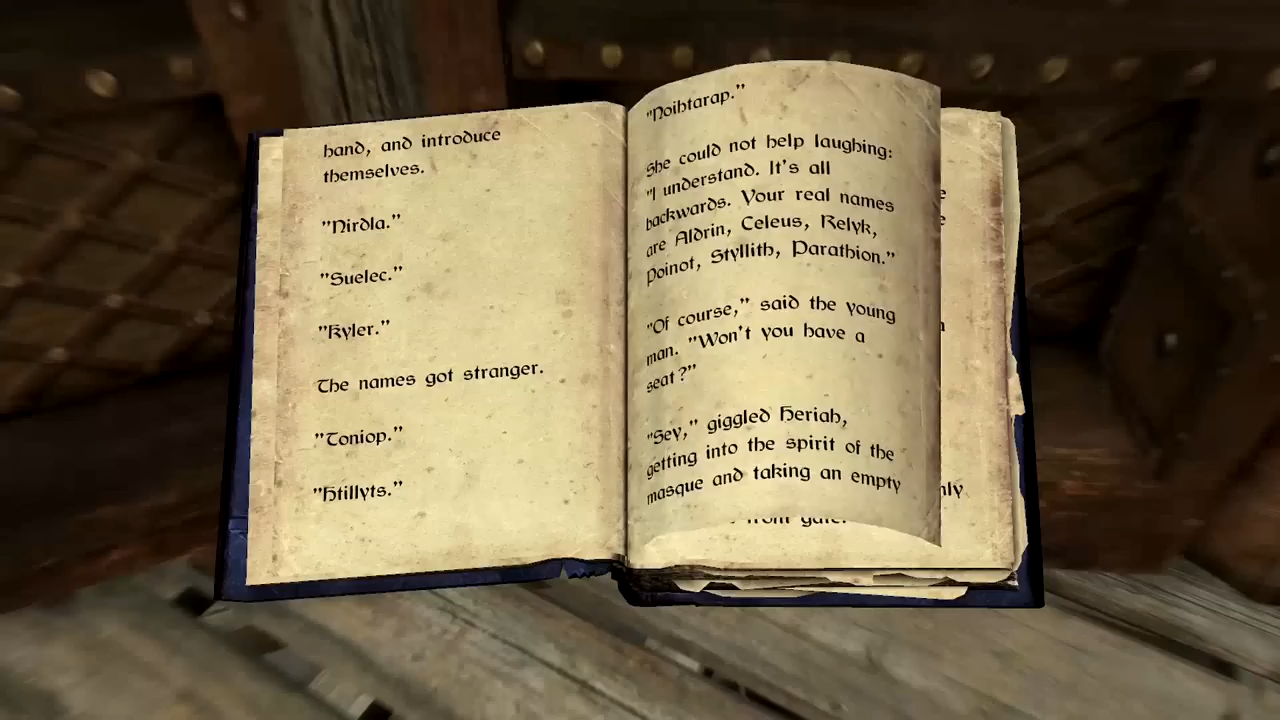 hand, and introduce
themselves.
"Nirdla."
"Suelec."
"Kyler."
The names got stranger.
"Toniop."
"Htillyts."
"Noihtarap."
She could not help laughing:
"I understand. It's all
backwards. Your real names
are Aldrin, Celeus, Relyk,
Poinot, Styllith, Parathion."
"Of course," said the young
man. "Won't you have a
seat?"
"Sey," giggled Heriah,
getting into the spirit of the
masque and taking an empty